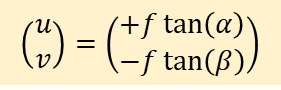 (u) = (+f tan(α))
(v)   (−f tan(β))